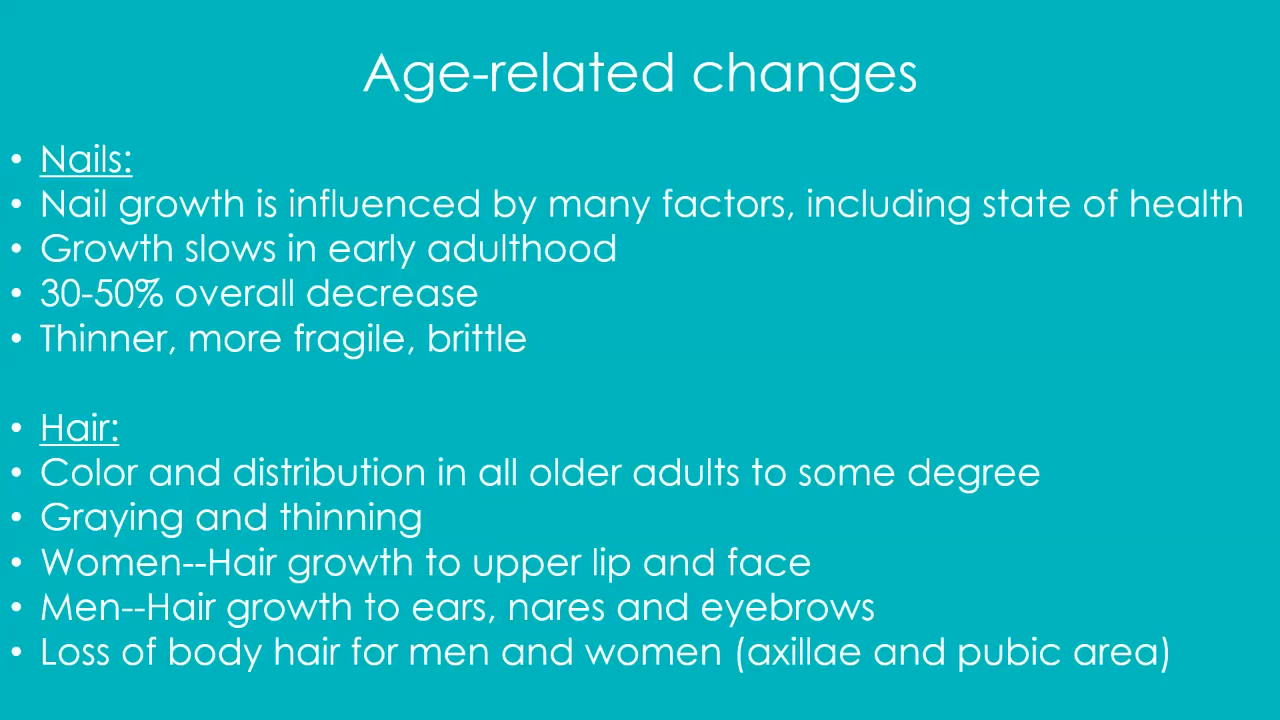 Age-related changes
• Nails:
• Nail growth is influenced by many factors, including state of health
• Growth slows in early adulthood
• 30-50% overall decrease
• Thinner, more fragile, brittle
• Hair:
• Color and distribution in all older adults to some degree
• Graying and thinning
• Women--Hair growth to upper lip and face
• Men--Hair growth to ears, nares and eyebrows
• Loss of body hair for men and women (axillae and pubic area)